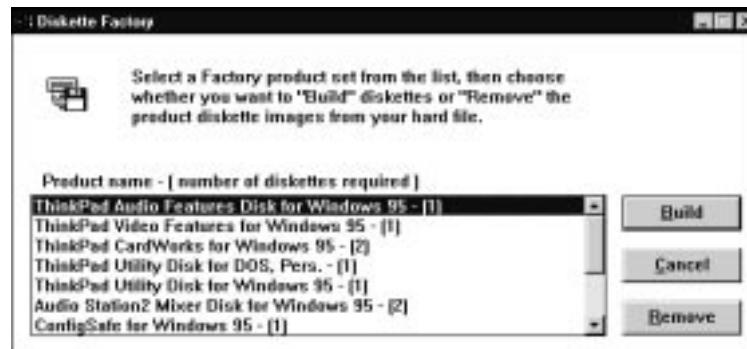 Diskette Factory
Select a Factory product set from the list, then choose
whether you want to "Build" diskettes or "Remove" the
product diskette images from your hard file.
Product name - ( number of diskettes required )
ThinkPad Audio Features Disk for Windows 95 - (1)
ThinkPad Video Features for Windows 95 - (1)
ThinkPad CardWorks for Windows 95 - (2)
ThinkPad Utility Disk for DOS, Pers. - (1)
ThinkPad Utility Disk for Windows 95 - (1)
Audio Station2 Mixer Disk for Windows 95 - (2)
ConfigSafe for Windows 95 - (1)
Build
Cancel
Remove